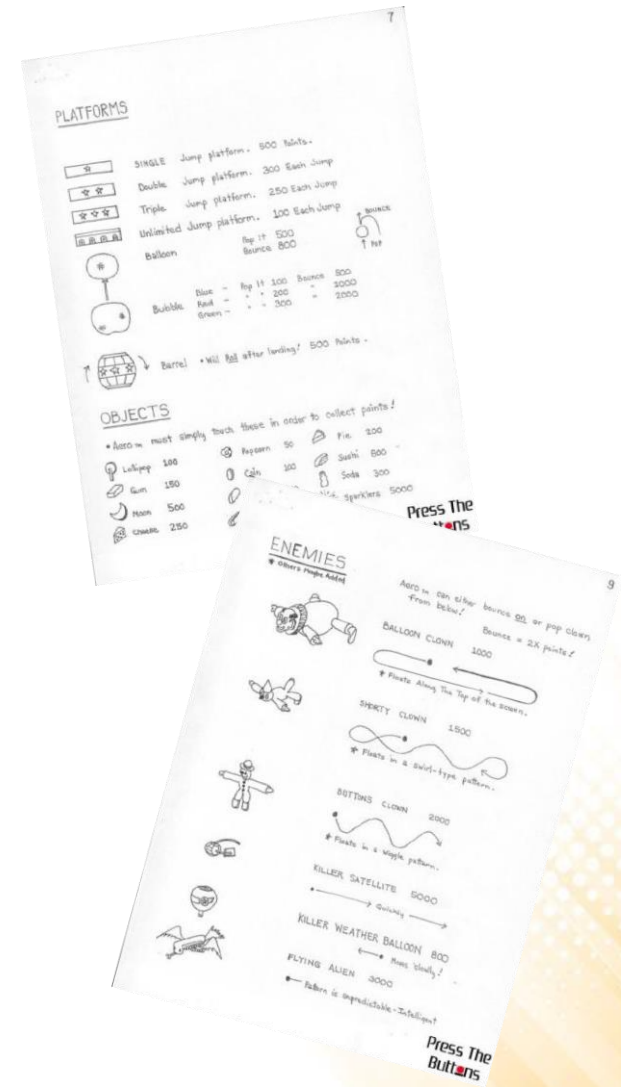 7
PLATFORMS
SINGLE Jump platform. 500 Points.
Double Jump platform. 300 Each Jump
Triple Jump platform. 250 Each Jump
Unlimited Jump platform. 100 Each Jump
Balloon Pop It 500
Bounce 800
BOUNCE
POP
Bubble Blue - Pop It 100 Bounce 500
Red - " " 200 " 1000
Green - " " 300 " 2000
Barrel * Will Roll after landing! 500 Points.
OBJECTS
* Aero must simply touch these in order to collect points!
Lollipop 100
Popcorn 50
Pie 200
Gum 150
Coin 100
Sushi 800
Moon 500
Soda 300
Cheese 250
Sparklers 5000
Press The
Buttons
9
ENEMIES
* Others Maybe Added
Aero can either bounce on or pop clown
from below! Bounce = 2X points!
BALLOON CLOWN 1000
* Floats Along The Top of the screen.
SHORTY CLOWN 1500
* Floats in a swirl-type pattern.
BUTTONS CLOWN 2000
* Floats in a Wiggle pattern.
KILLER SATELLITE 5000
Quickly
KILLER WEATHER BALLOON 800
Moves slowly!
FLYING ALIEN 3000
Pattern is unpredictable - Intelligent
Press The
Buttons